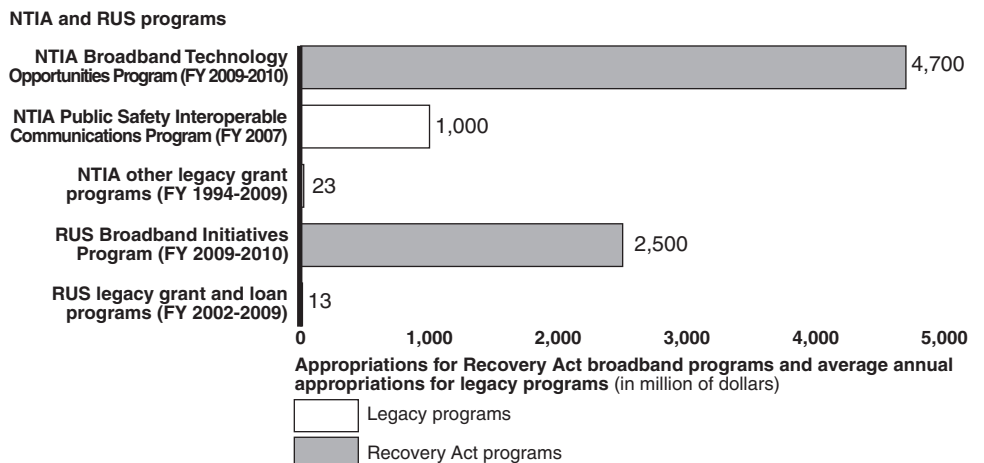 NTIA and RUS programs
NTIA Broadband Technology
Opportunities Program (FY 2009-2010)
4,700
NTIA Public Safety Interoperable
Communications Program (FY 2007)
1,000
NTIA other legacy grant
programs (FY 1994-2009)
23
RUS Broadband Initiatives
Program (FY 2009-2010)
2,500
RUS legacy grant and loan
programs (FY 2002-2009)
13
0 1,000 2,000 3,000 4,000 5,000
Appropriations for Recovery Act broadband programs and average annual
appropriations for legacy programs (in million of dollars)
Legacy programs
Recovery Act programs